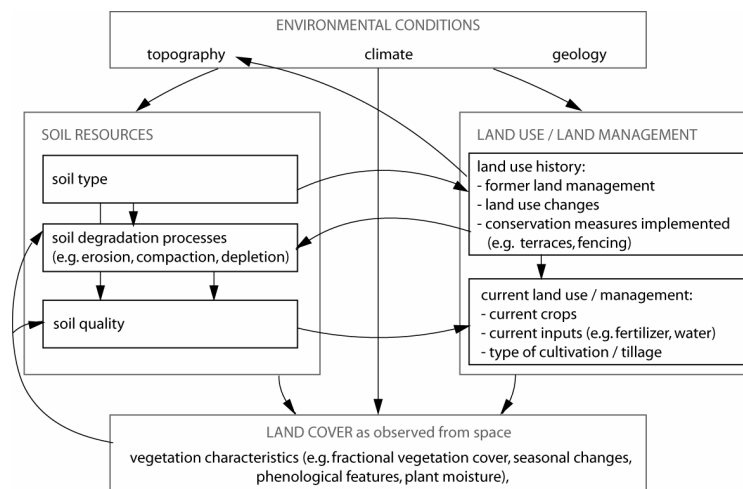 ENVIRONMENTAL CONDITIONS
topography climate geology
SOIL RESOURCES
soil type
soil degradation processes
(e.g. erosion, compaction, depletion)
soil quality
LAND USE / LAND MANAGEMENT
land use history:
- former land management
- land use changes
- conservation measures implemented
(e.g. terraces, fencing)
current land use / management:
- current crops
- current inputs (e.g. fertilizer, water)
- type of cultivation / tillage
LAND COVER as observed from space
vegetation characteristics (e.g. fractional vegetation cover, seasonal changes,
phenological features, plant moisture),